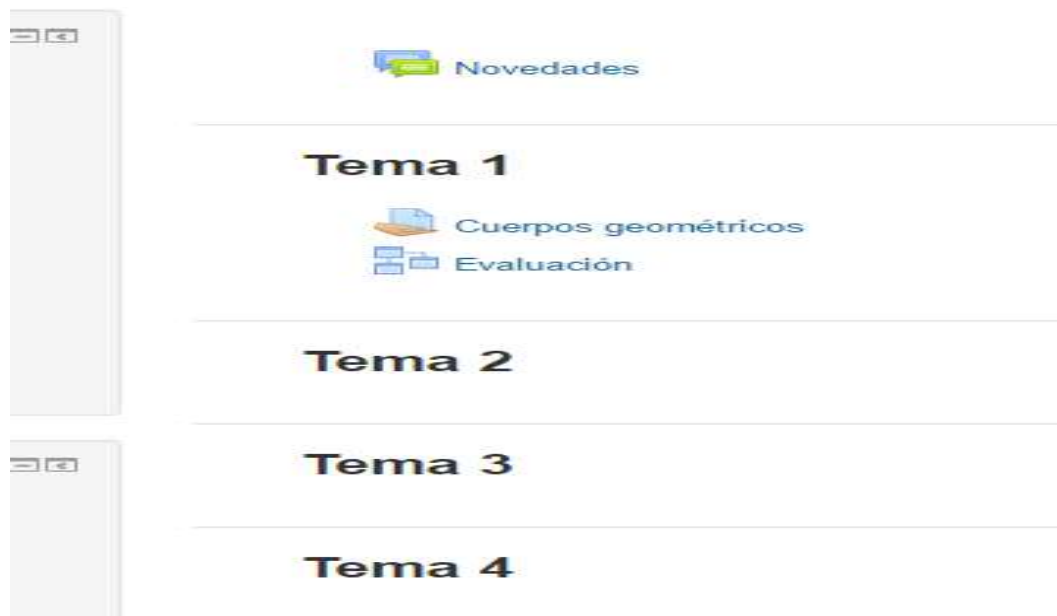 Novedades
Tema 1
Cuerpos geométricos
Evaluación
Tema 2
Tema 3
Tema 4